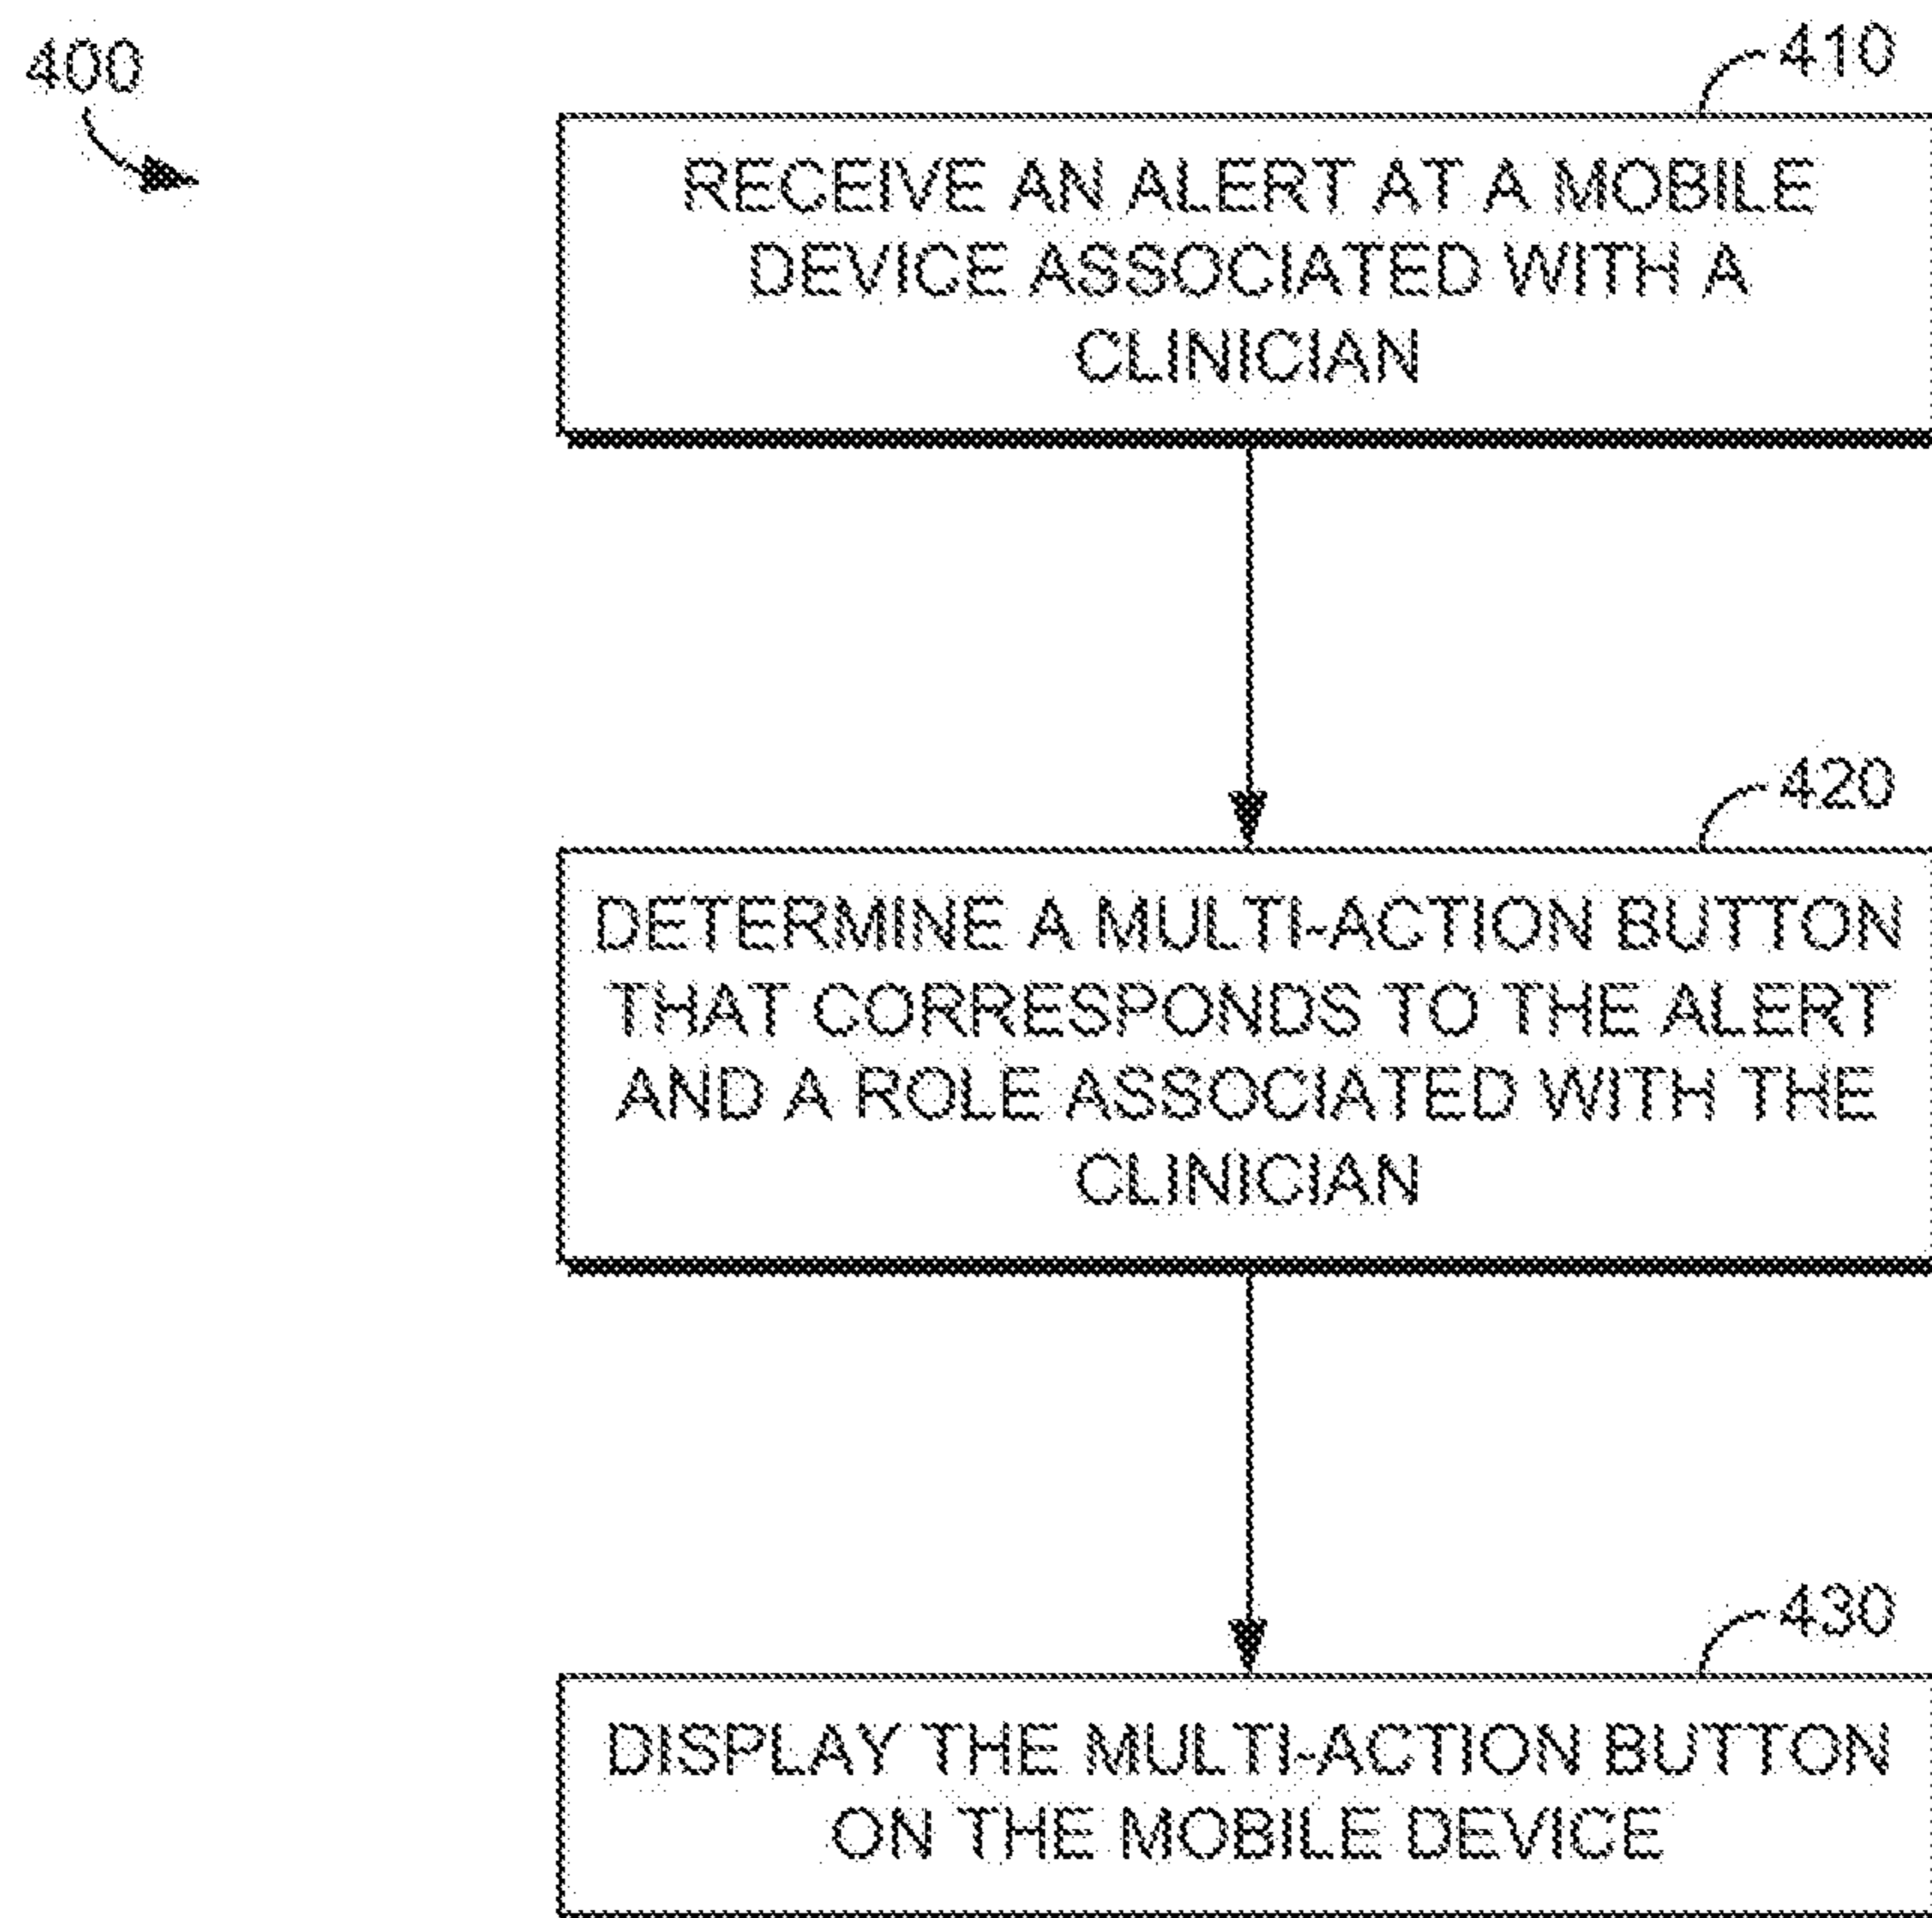 400
410
RECEIVE AN ALERT AT A MOBILE
DEVICE ASSOCIATED WITH A
CLINICIAN
420
DETERMINE A MULTI-ACTION BUTTON
THAT CORRESPONDS TO THE ALERT
AND A ROLE ASSOCIATED WITH THE
CLINICIAN
430
DISPLAY THE MULTI-ACTION BUTTON
ON THE MOBILE DEVICE